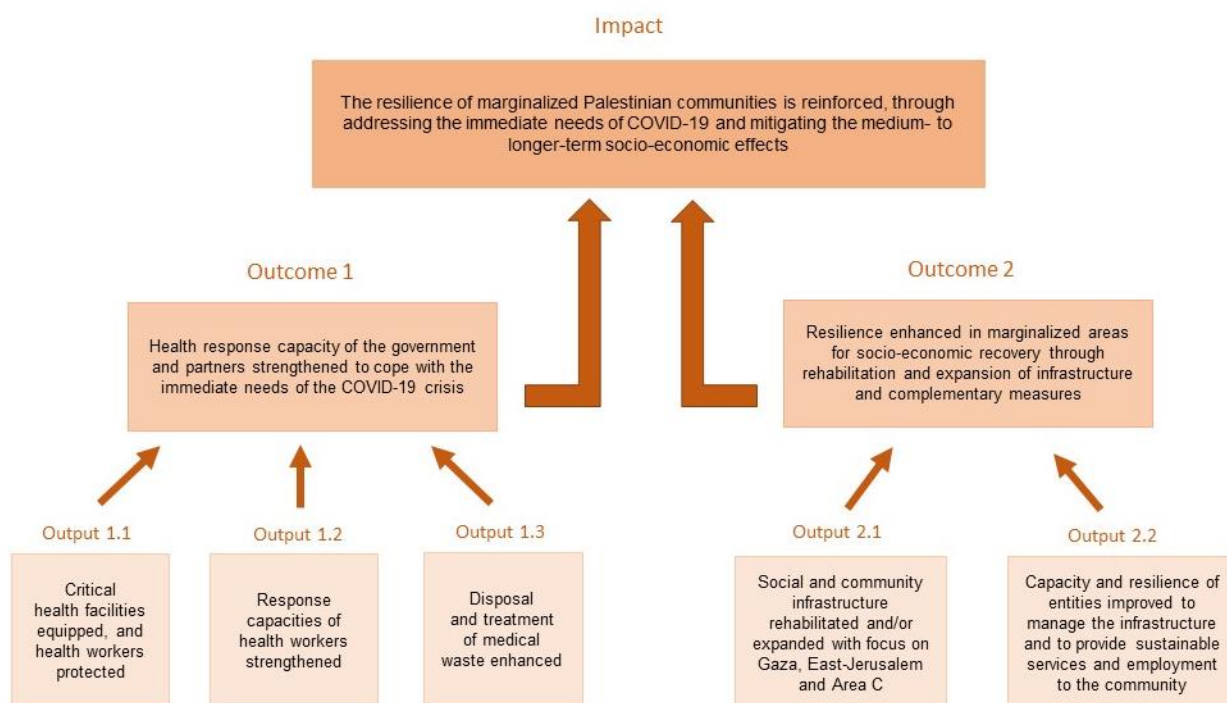 Impact
The resilience of marginalized Palestinian communities is reinforced, through
addressing the immediate needs of COVID-19 and mitigating the medium- to
longer-term socio-economic effects
Outcome 1
Health response capacity of the government
and partners strengthened to cope with the
immediate needs of the COVID-19 crisis
Outcome 2
Resilience enhanced in marginalized areas
for socio-economic recovery through
rehabilitation and expansion of infrastructure
and complementary measures
Output 1.1
Critical
health facilities
equipped, and
health workers
protected
Output 1.2
Response
capacities of
health workers
strengthened
Output 1.3
Disposal
and treatment
of medical
waste enhanced
Output 2.1
Social and community
infrastructure
rehabilitated and/or
expanded with focus on
Gaza, East-Jerusalem
and Area C
Output 2.2
Capacity and resilience of
entities improved to
manage the infrastructure
and to provide sustainable
services and employment
to the community